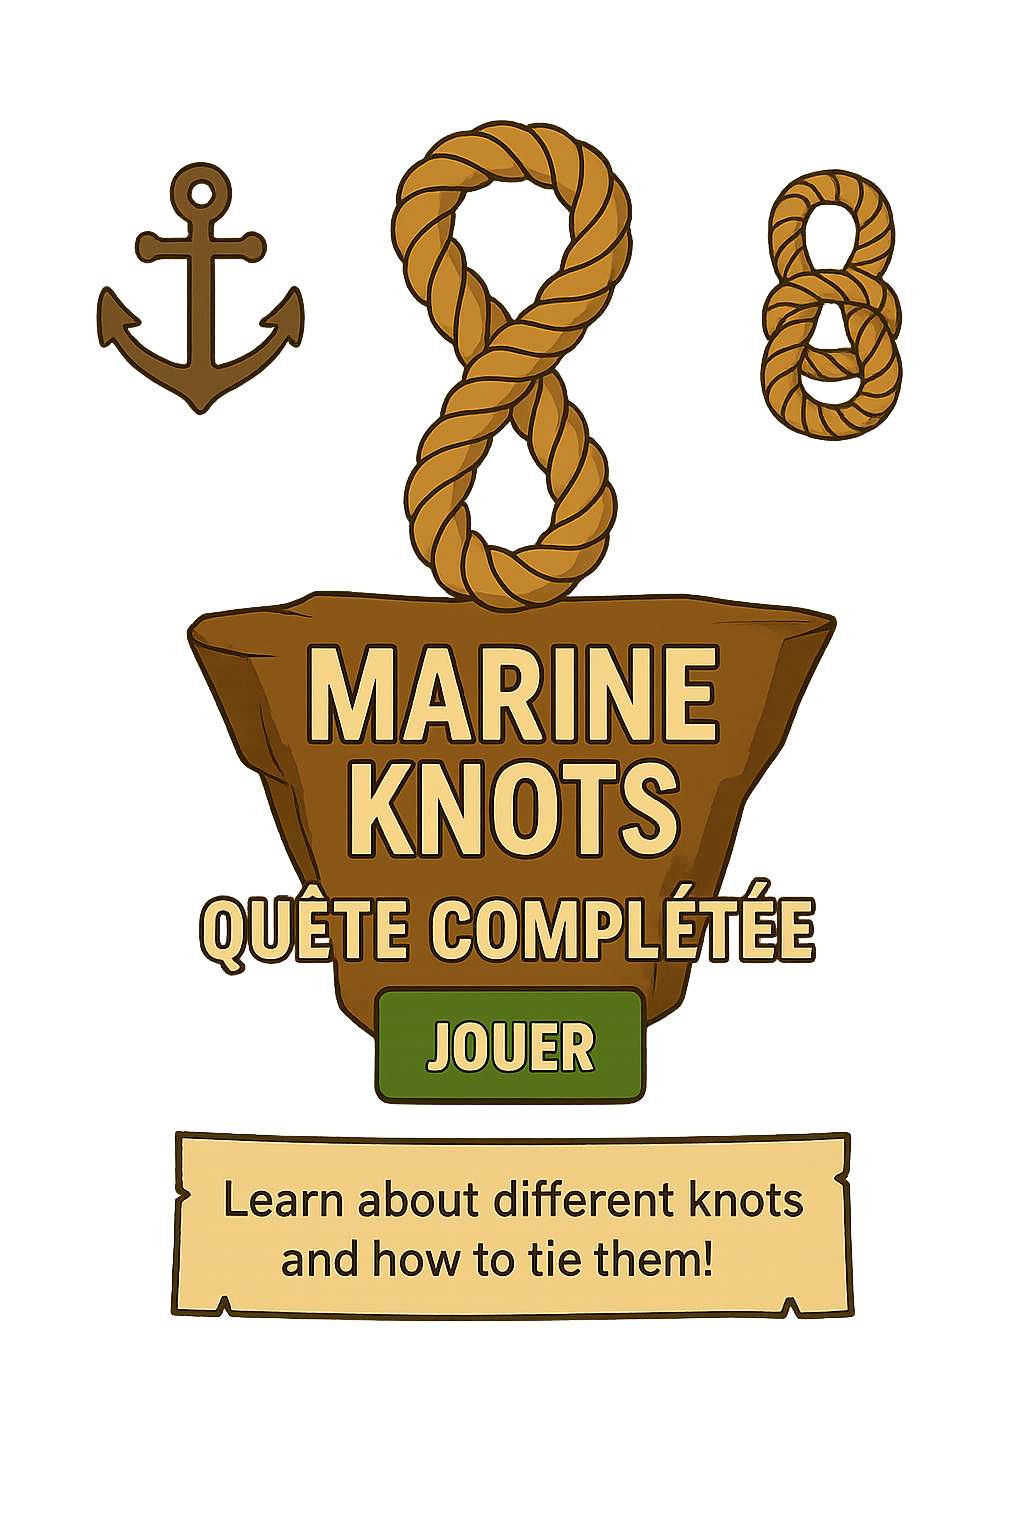 MARINE
KNOTS
QUÊTE COMPLÉTÉE
JOUER
Learn about different knots
and how to tie them!